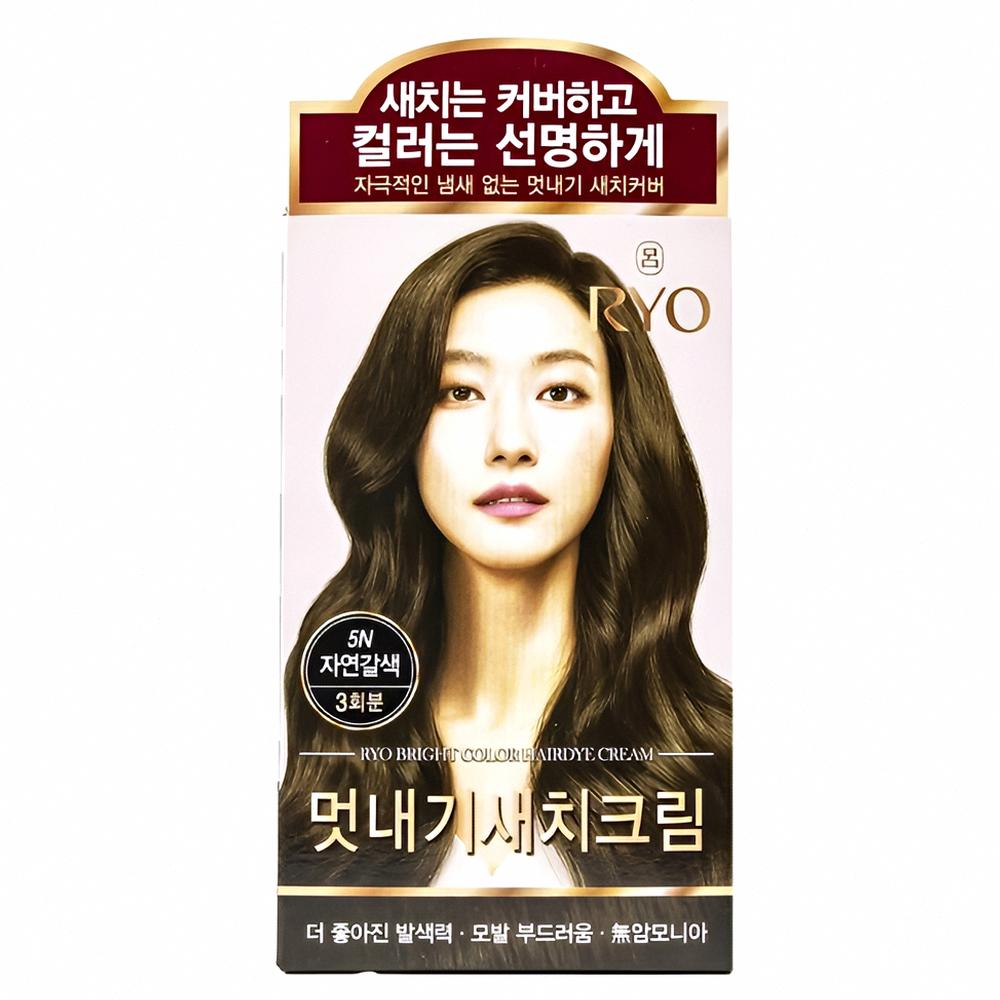 새치는 커버하고
컬러는 선명하게
자극적인 냄새 없는 멋내기 새치커버
呂
RYO
5N
자연갈색
3회분
RYO BRIGHT COLOR HAIRDYE CREAM
멋내기새치크림
더 좋아진 발색력 · 모발 부드러움 · 無암모니아